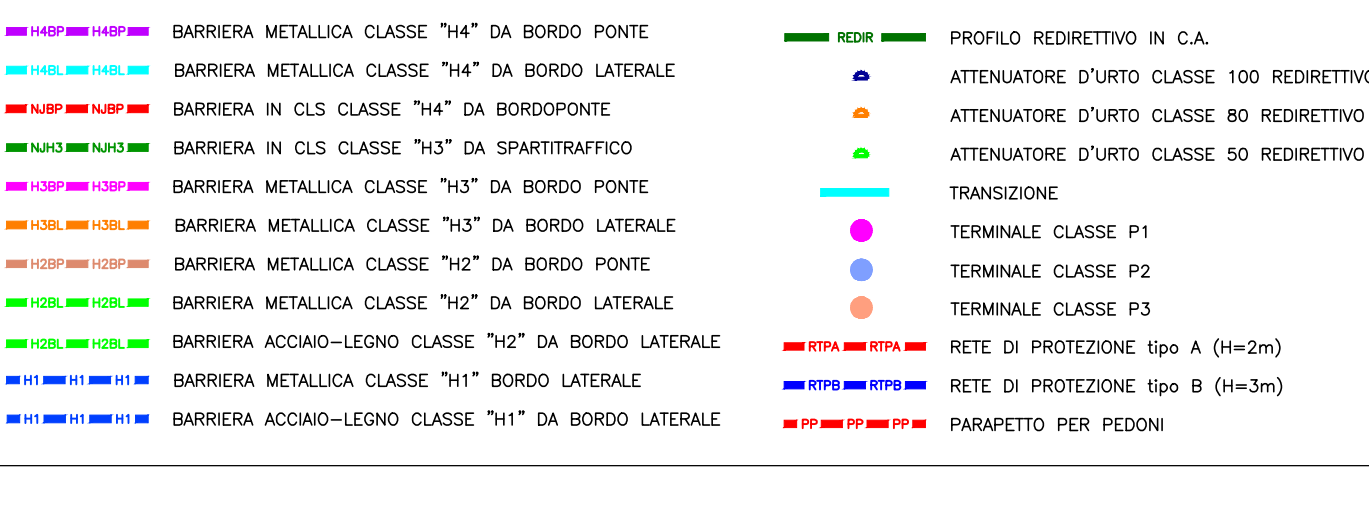 H4BP H4BP BARRIERA METALLICA CLASSE "H4" DA BORDO PONTE
H4BL H4BL BARRIERA METALLICA CLASSE "H4" DA BORDO LATERALE
NJBP NJBP BARRIERA IN CLS CLASSE "H4" DA BORDOPONTE
NJH3 NJH3 BARRIERA IN CLS CLASSE "H3" DA SPARTITRAFFICO
H3BP H3BP BARRIERA METALLICA CLASSE "H3" DA BORDO PONTE
H3BL H3BL BARRIERA METALLICA CLASSE "H3" DA BORDO LATERALE
H2BP H2BP BARRIERA METALLICA CLASSE "H2" DA BORDO PONTE
H2BL H2BL BARRIERA METALLICA CLASSE "H2" DA BORDO LATERALE
H2BL H2BL BARRIERA ACCIAIO-LEGNO CLASSE "H2" DA BORDO LATERALE
H1 H1 H1 BARRIERA METALLICA CLASSE "H1" BORDO LATERALE
H1 H1 H1 BARRIERA ACCIAIO-LEGNO CLASSE "H1" DA BORDO LATERALE
REDIR PROFILO REDIRETTIVO IN C.A.
ATTENUATORE D'URTO CLASSE 100 REDIRETTIVO
ATTENUATORE D'URTO CLASSE 80 REDIRETTIVO
ATTENUATORE D'URTO CLASSE 50 REDIRETTIVO
TRANSIZIONE
TERMINALE CLASSE P1
TERMINALE CLASSE P2
TERMINALE CLASSE P3
RTPA RTPA RETE DI PROTEZIONE tipo A (H=2m)
RTPB RTPB RETE DI PROTEZIONE tipo B (H=3m)
PP PP PP PARAPETTO PER PEDONI